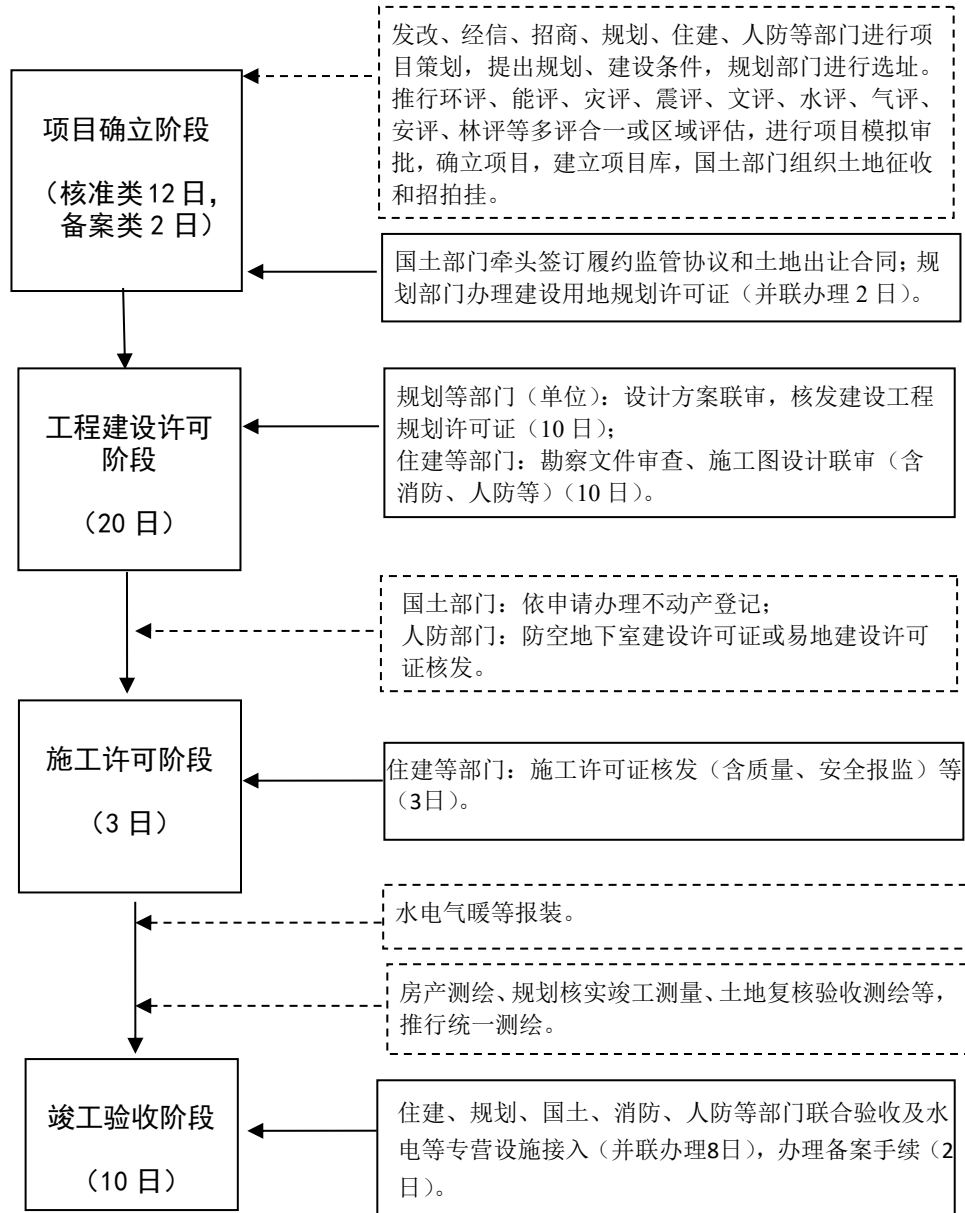 发改、经信、招商、规划、住建、人防等部门进行项
目策划，提出规划、建设条件，规划部门进行选址。
推行环评、能评、灾评、震评、文评、水评、气评、
安评、林评等多评合一或区域评估，进行项目模拟审
批，确立项目，建立项目库，国土部门组织土地征收
和招拍挂。
项目确立阶段
（核准类12日，
备案类2日）
国土部门牵头签订履约监管协议和土地出让合同；规
划部门办理建设用地规划许可证（并联办理2日）。
工程建设许可
阶段
（20日）
规划等部门（单位）：设计方案联审，核发建设工程
规划许可证（10日）；
住建等部门：勘察文件审查、施工图设计联审（含
消防、人防等）（10日）。
国土部门：依申请办理不动产登记；
人防部门：防空地下室建设许可证或易地建设许可
证核发。
施工许可阶段
（3日）
住建等部门：施工许可证核发（含质量、安全报监）等
（3日）。
水电气暖等报装。
房产测绘、规划核实竣工测量、土地复核验收测绘等，
推行统一测绘。
竣工验收阶段
（10日）
住建、规划、国土、消防、人防等部门联合验收及水
电等专营设施接入（并联办理8日），办理备案手续（2
日）。